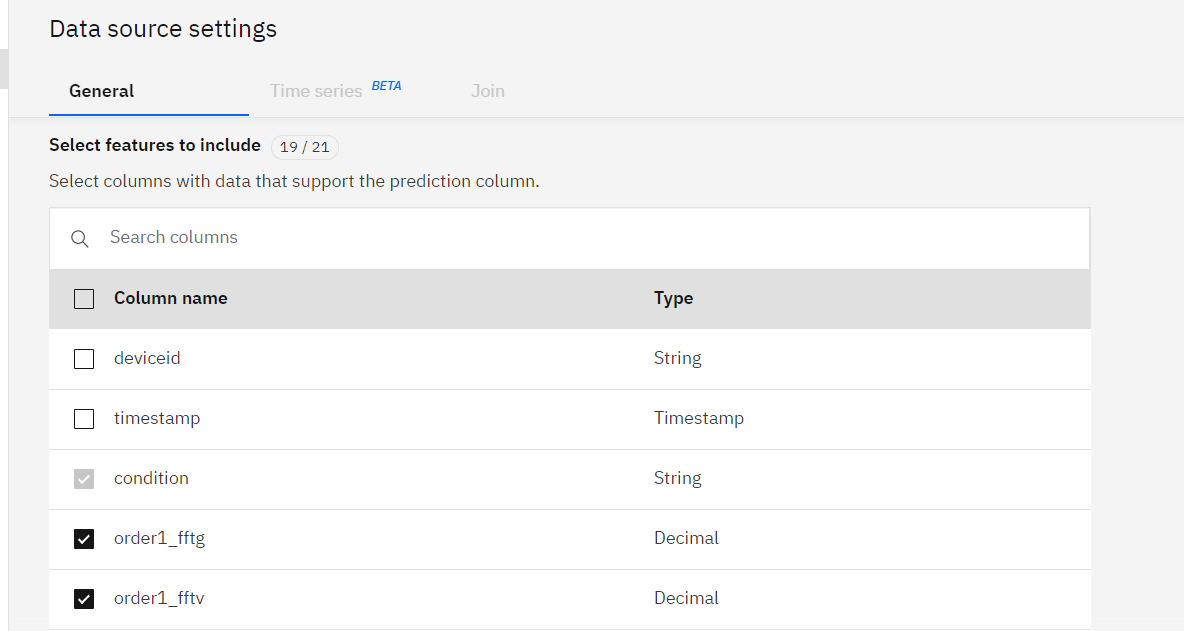 Data source settings
General Time series BETA Join
Select features to include 19 / 21
Select columns with data that support the prediction column.
Search columns
Column name Type
deviceid String
timestamp Timestamp
condition String
order1_fftg Decimal
order1_fftv Decimal